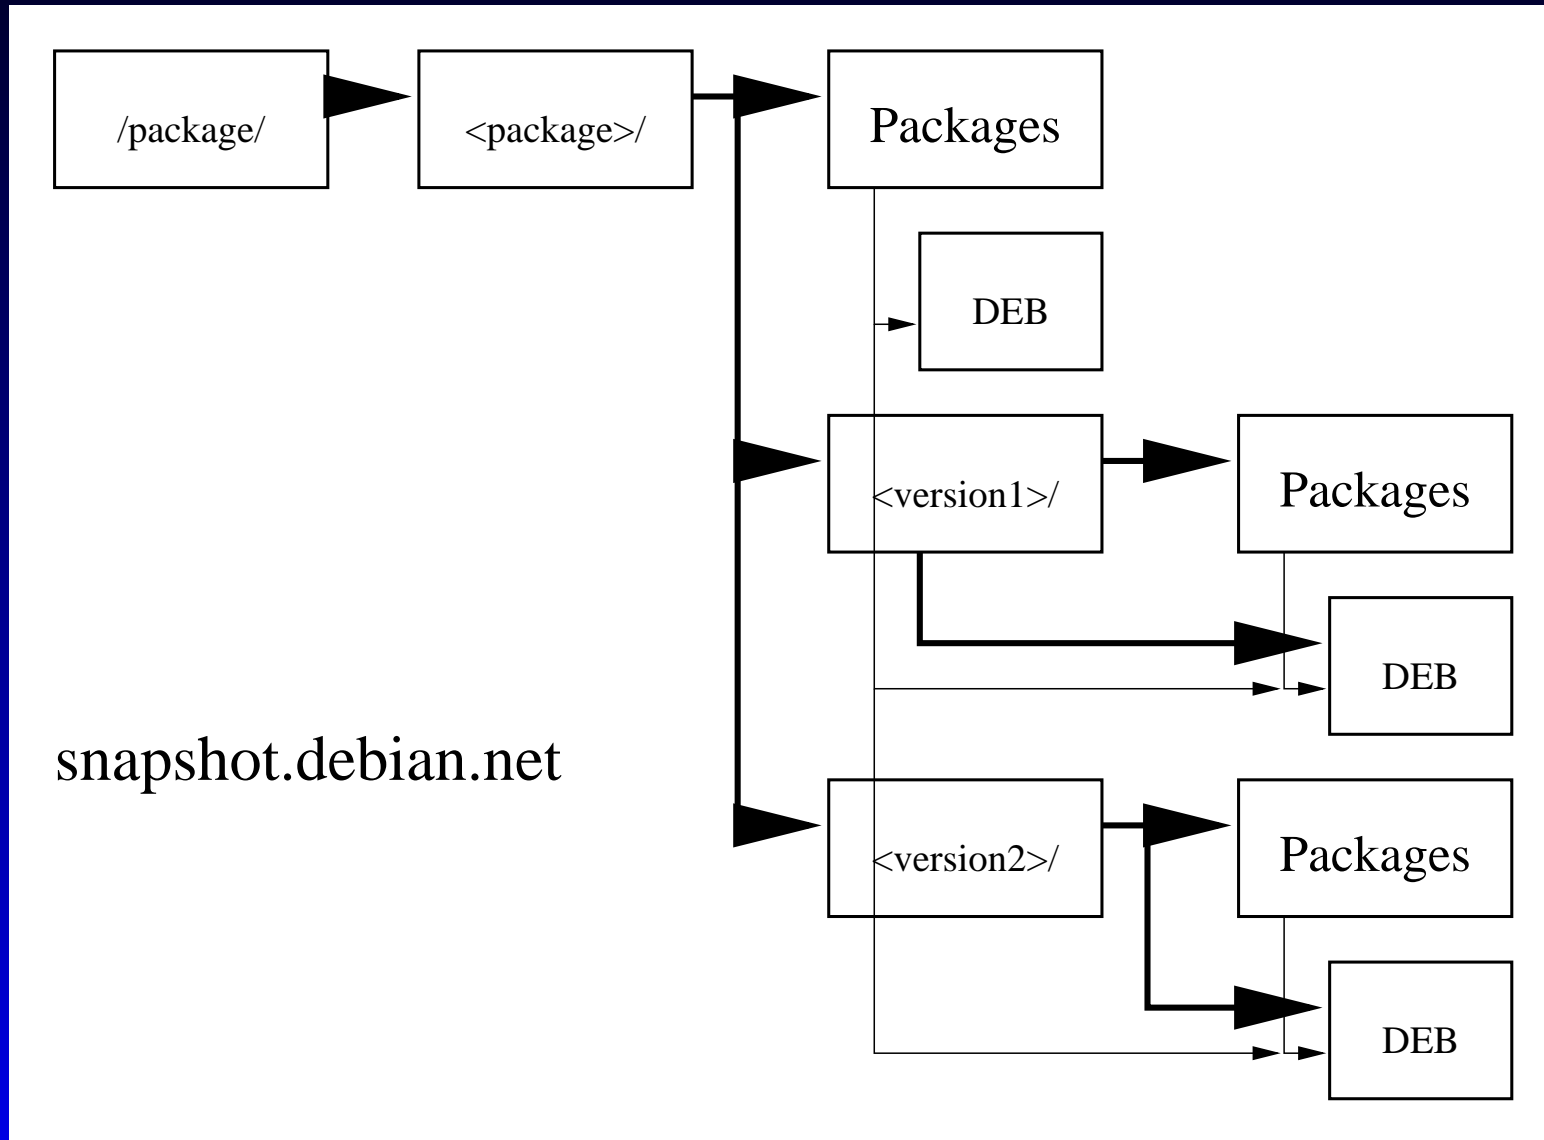 /package/
<package>/
Packages
DEB
<version1>/
Packages
DEB
snapshot.debian.net
<version2>/
Packages
DEB